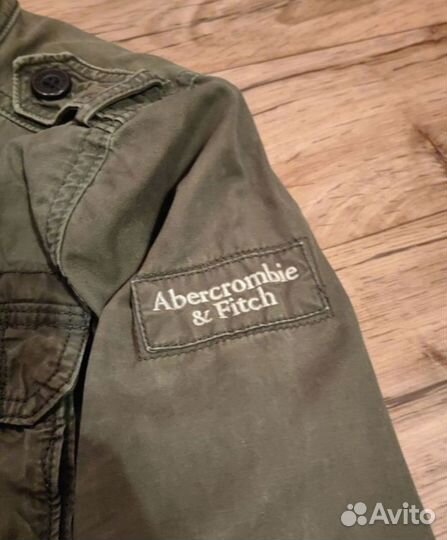 Abercrombie
& Fitch
Avito